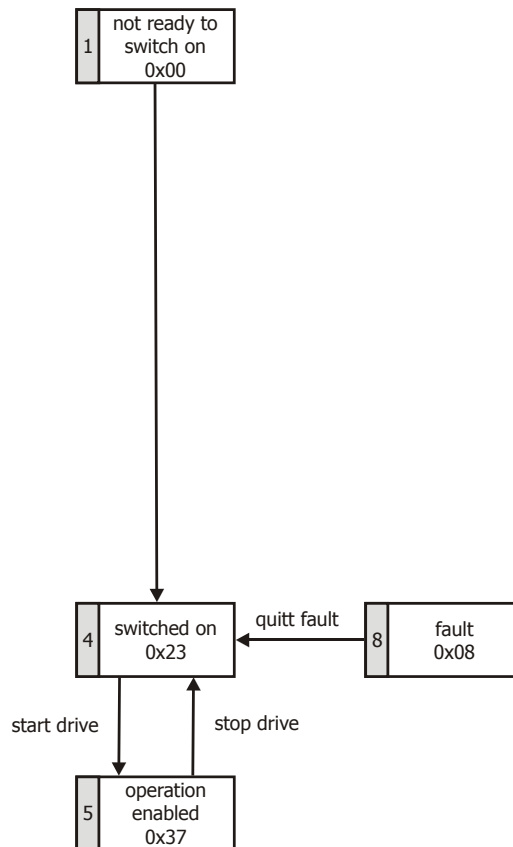 1
not ready to
switch on
0x00
4
switched on
0x23
quitt fault
8
fault
0x08
start drive
stop drive
5
operation
enabled
0x37